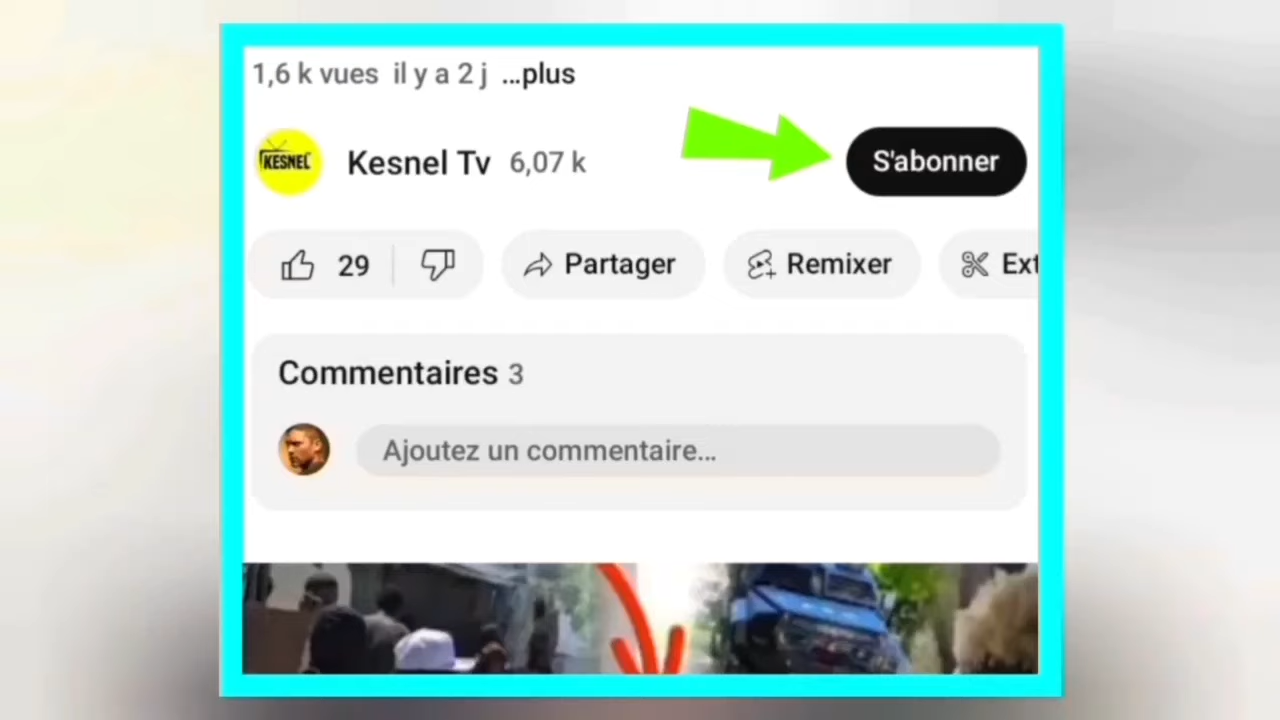 1,6 k vues il y a 2 j ...plus
KESNEL
Kesnel Tv 6,07 k
S'abonner
29
Partager
Remixer
Ext
Commentaires 3
Ajoutez un commentaire...